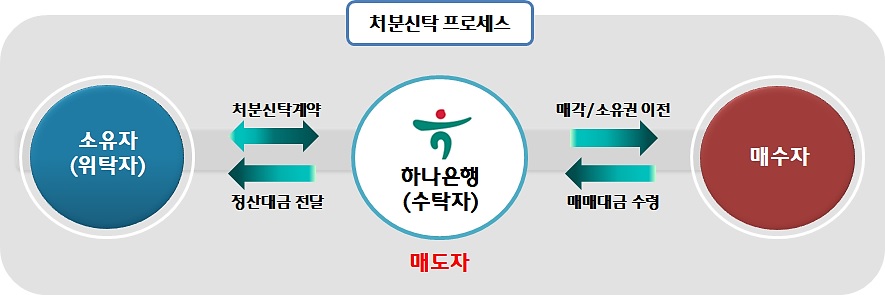 처분신탁 프로세스
소유자
(위탁자)
처분신탁계약
정산대금 전달
하나은행
(수탁자)
매도자
매각/소유권 이전
매매대금 수령
매수자